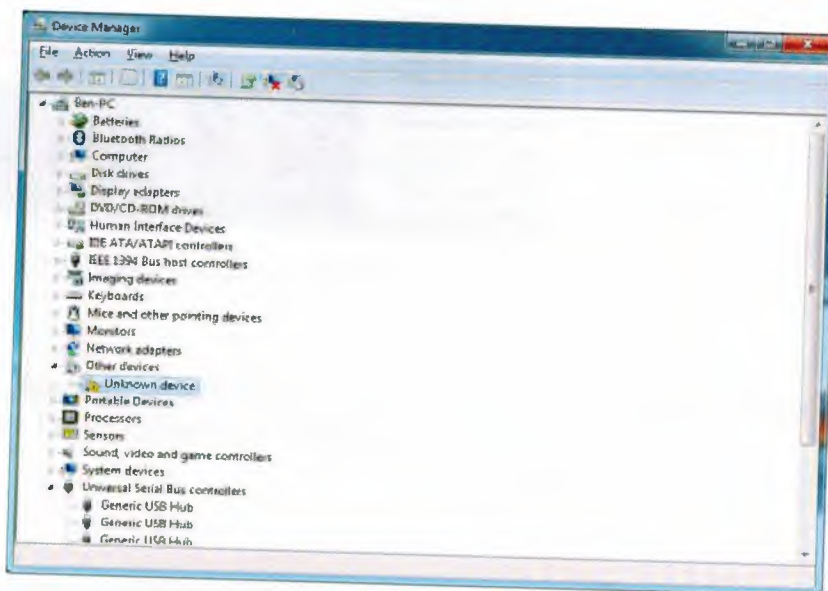 Device Manager
File Action View Help
Ben-PC
Batteries
Bluetooth Radios
Computer
Disk drives
Display adapters
DVD/CD-ROM drives
Human Interface Devices
IDE ATA/ATAPI controllers
IEEE 1394 Bus host controllers
Imaging devices
Keyboards
Mice and other pointing devices
Monitors
Network adapters
Other devices
Unknown device
Portable Devices
Processors
Sensors
Sound, video and game controllers
System devices
Universal Serial Bus controllers
Generic USB Hub
Generic USB Hub
Generic USB Hub